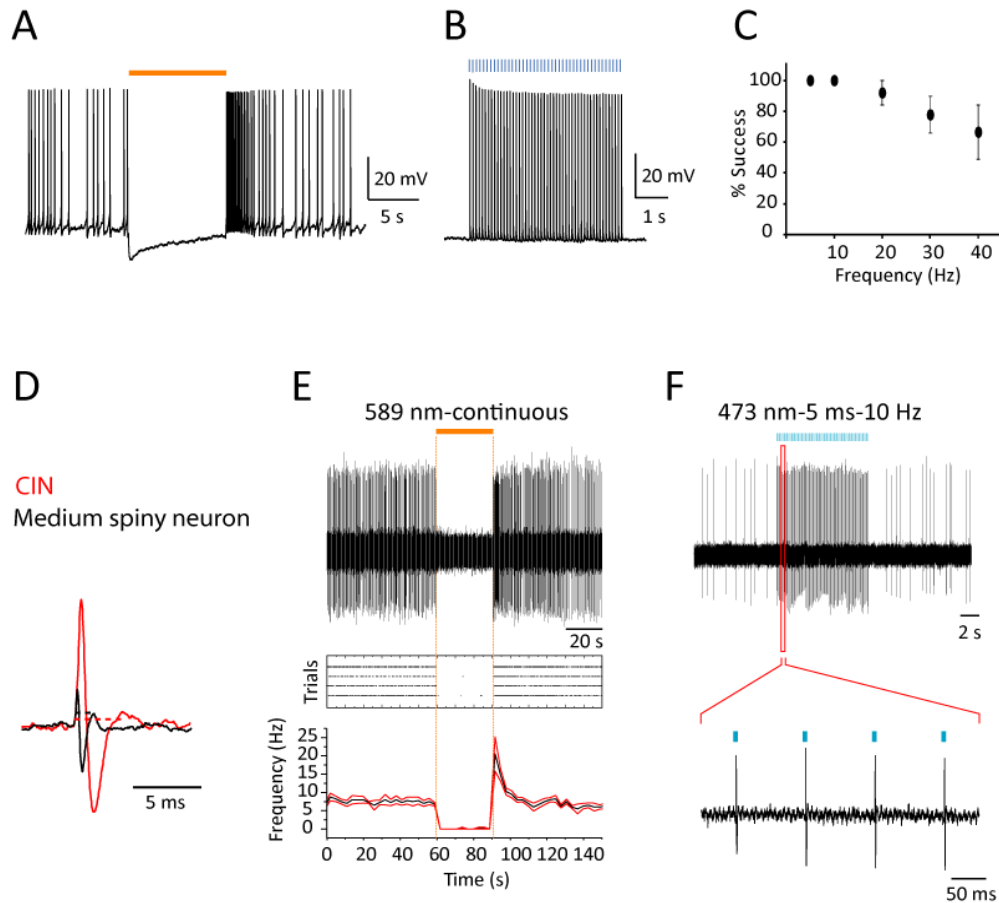 A
20 mV
5 s
B
20 mV
1 s
C
% Success
100
80
60
40
20
0
10 20 30 40
Frequency (Hz)
D
CIN
Medium spiny neuron
5 ms
E
589 nm-continuous
20 s
Trials
Frequency (Hz)
25
20
15
10
5
0
0 20 40 60 80 100 120 140
Time (s)
F
473 nm-5 ms-10 Hz
2 s
50 ms